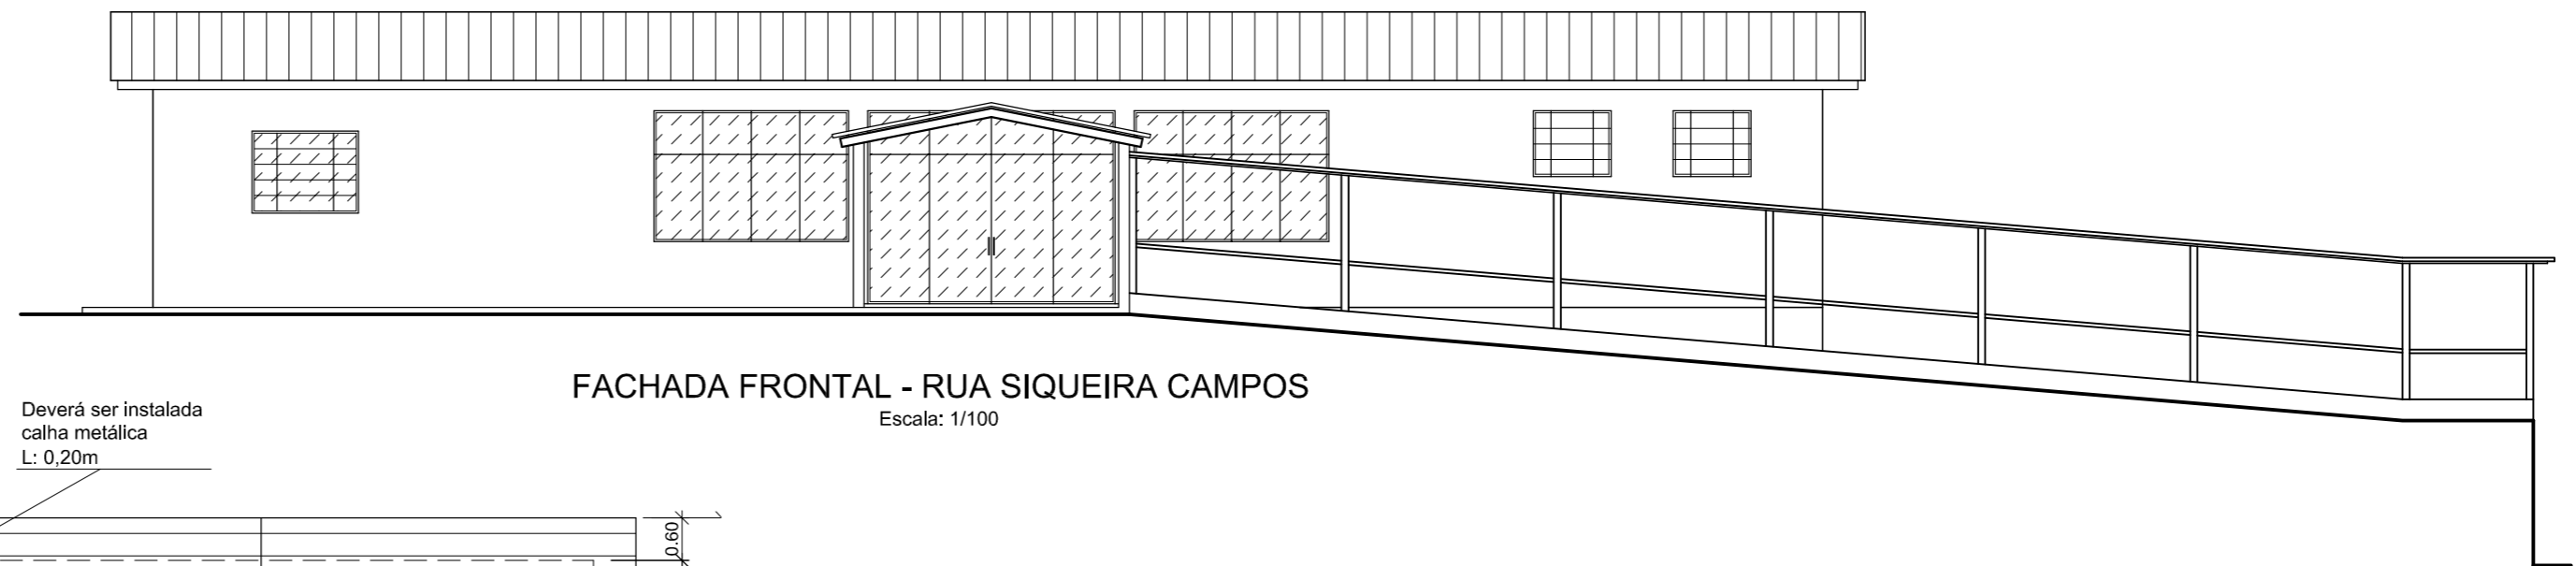 FACHADA FRONTAL - RUA SIQUEIRA CAMPOS
Escala: 1/100
Deverá ser instalada
calha metálica
L: 0,20m
0.60